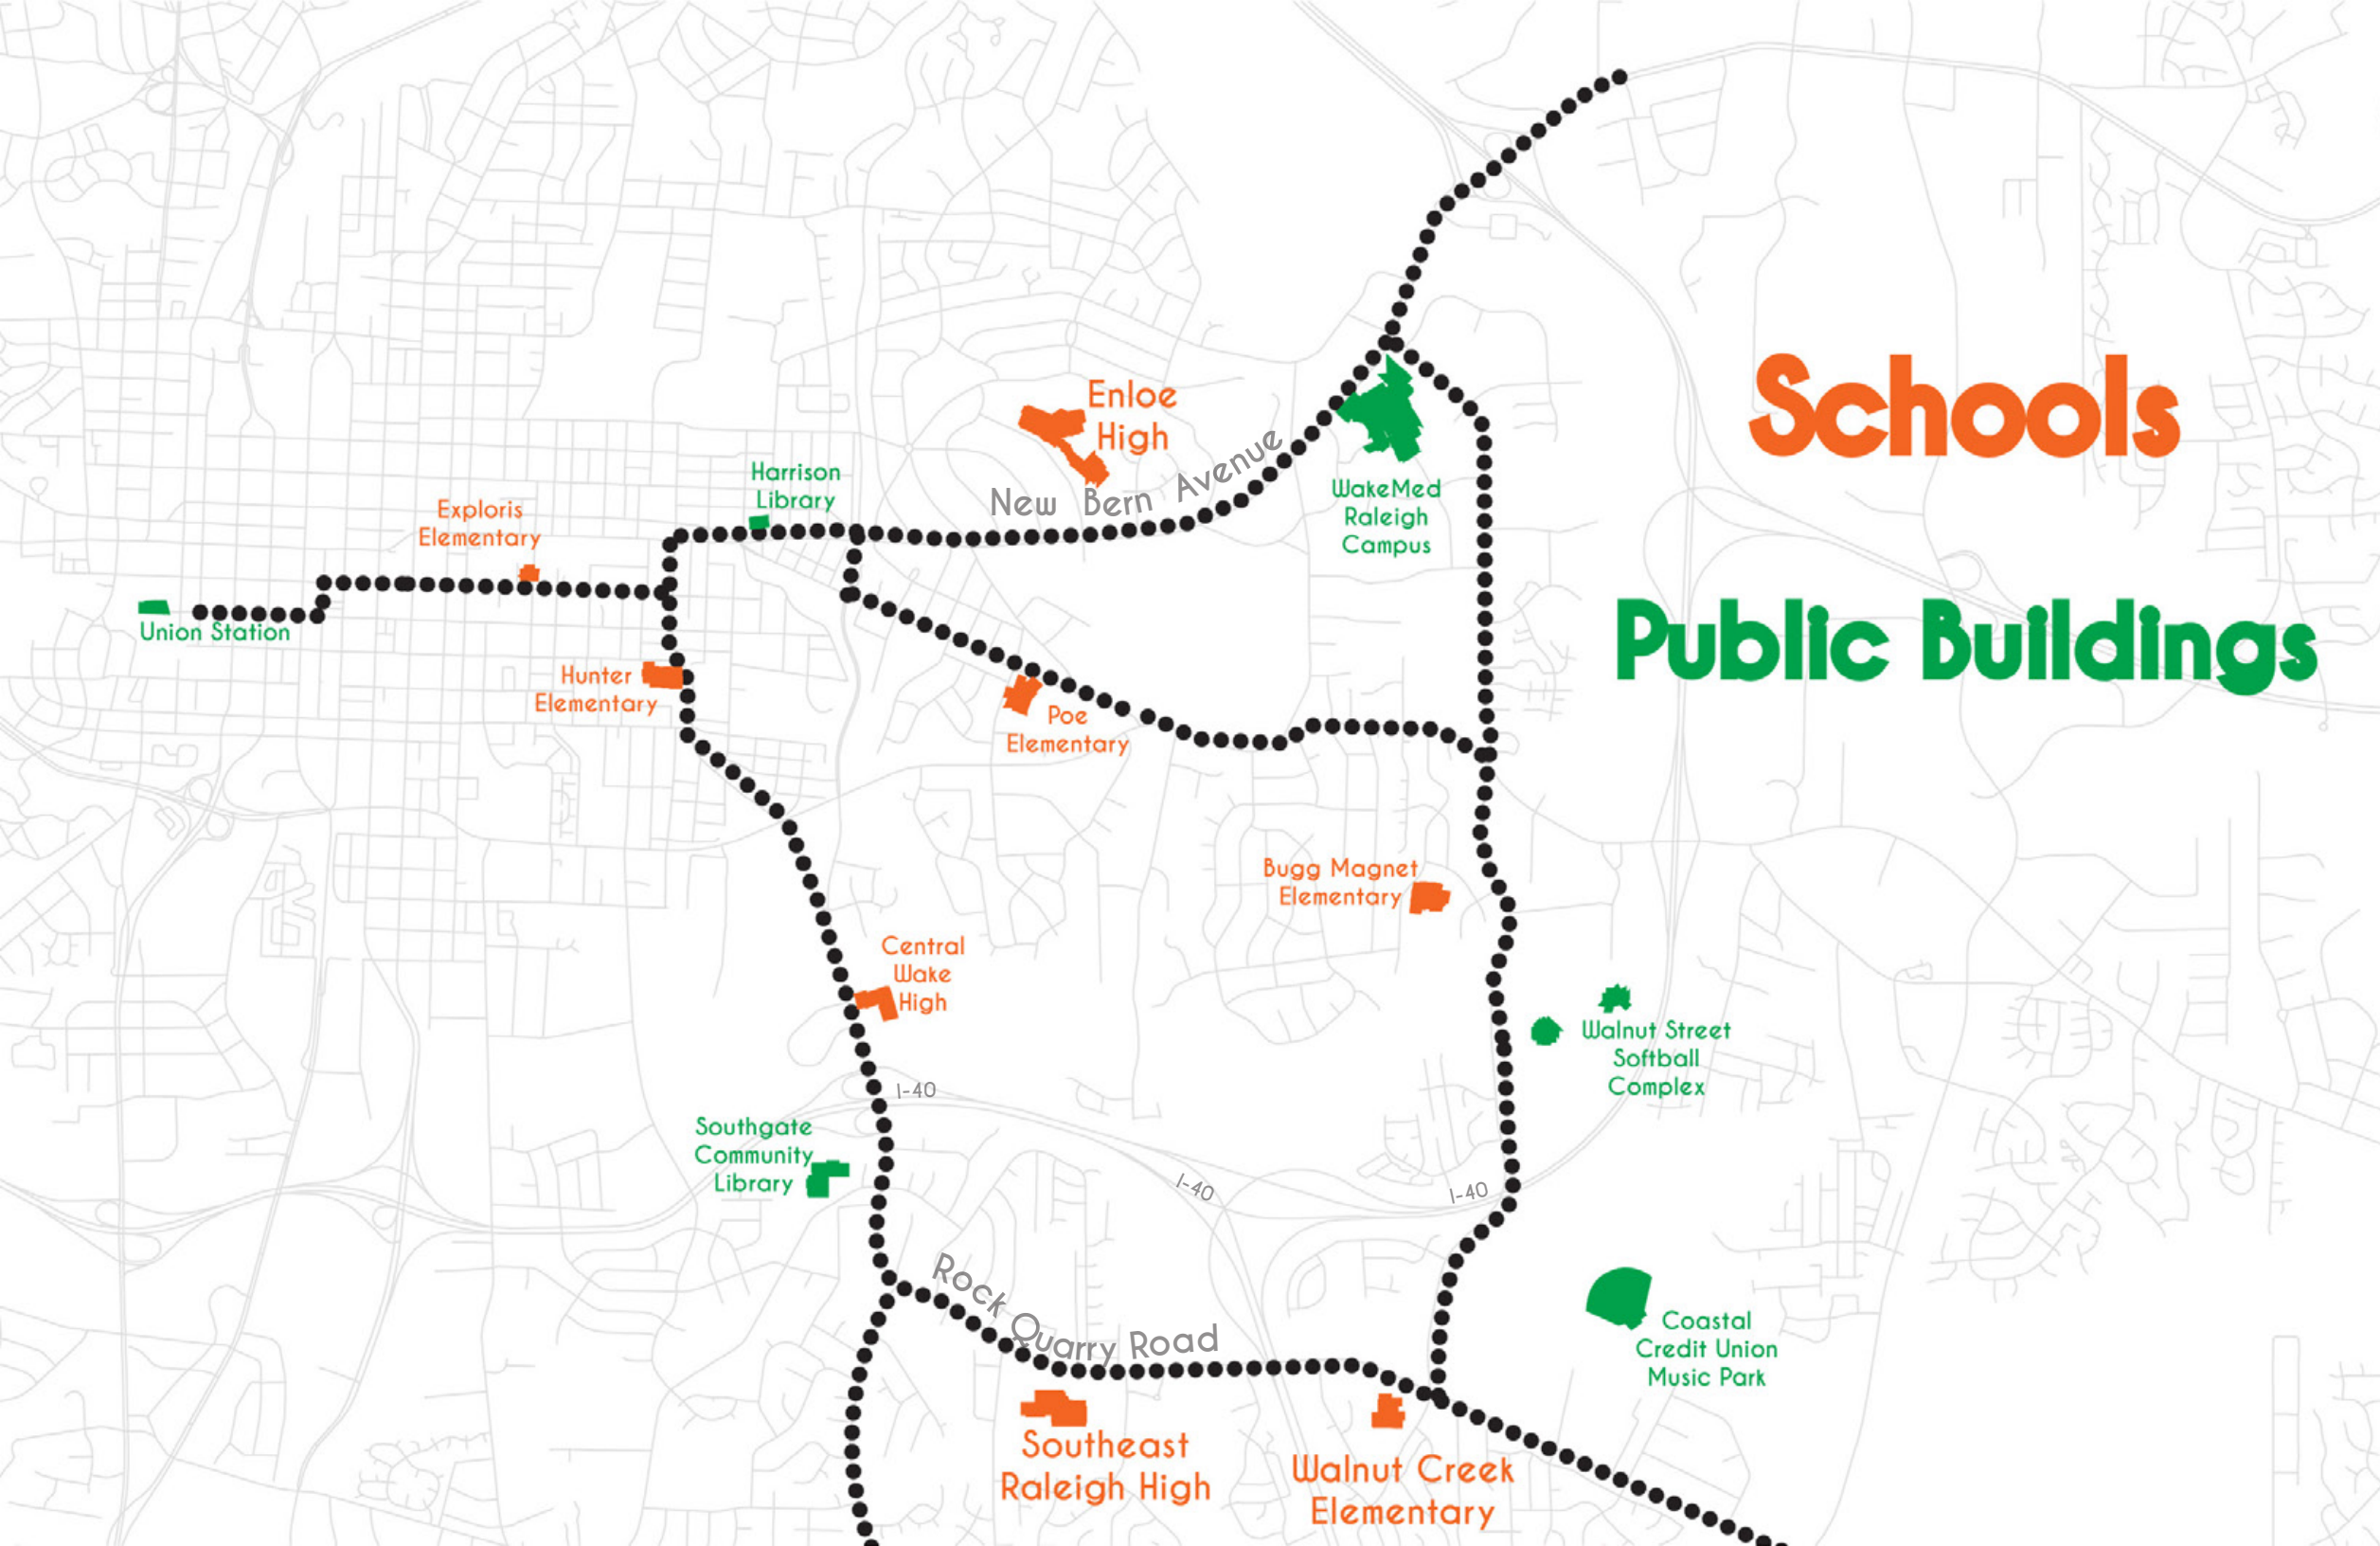 Schools
Public Buildings
Enloe
High
New Bern Avenue
Harrison
Library
WakeMed
Raleigh
Campus
Exploris
Elementary
Union Station
Hunter
Elementary
Poe
Elementary
Bugg Magnet
Elementary
Central
Wake
High
Walnut Street
Softball
Complex
I-40
Southgate
Community
Library
I-40
I-40
Rock Quarry Road
Coastal
Credit Union
Music Park
Southeast
Raleigh High
Walnut Creek
Elementary